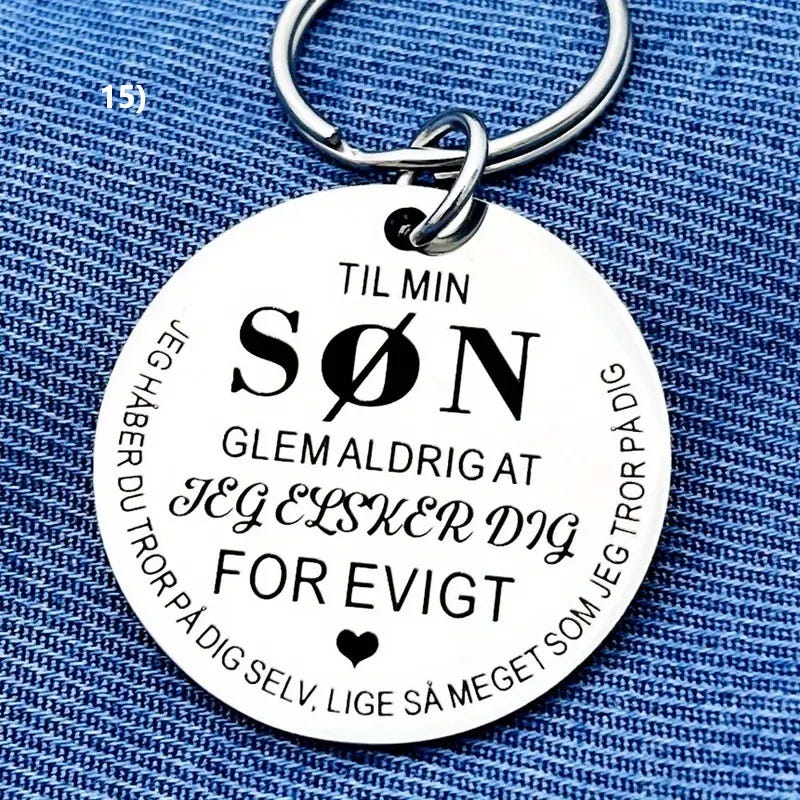 15)
TIL MIN
SØN
GLEM ALDRIG AT
JEG ELSKER DIG
FOR EVIGT
JEG HÅBER DU TROR PÅ DIG SELV, LIGE SÅ MEGET SOM JEG TROR PÅ DIG